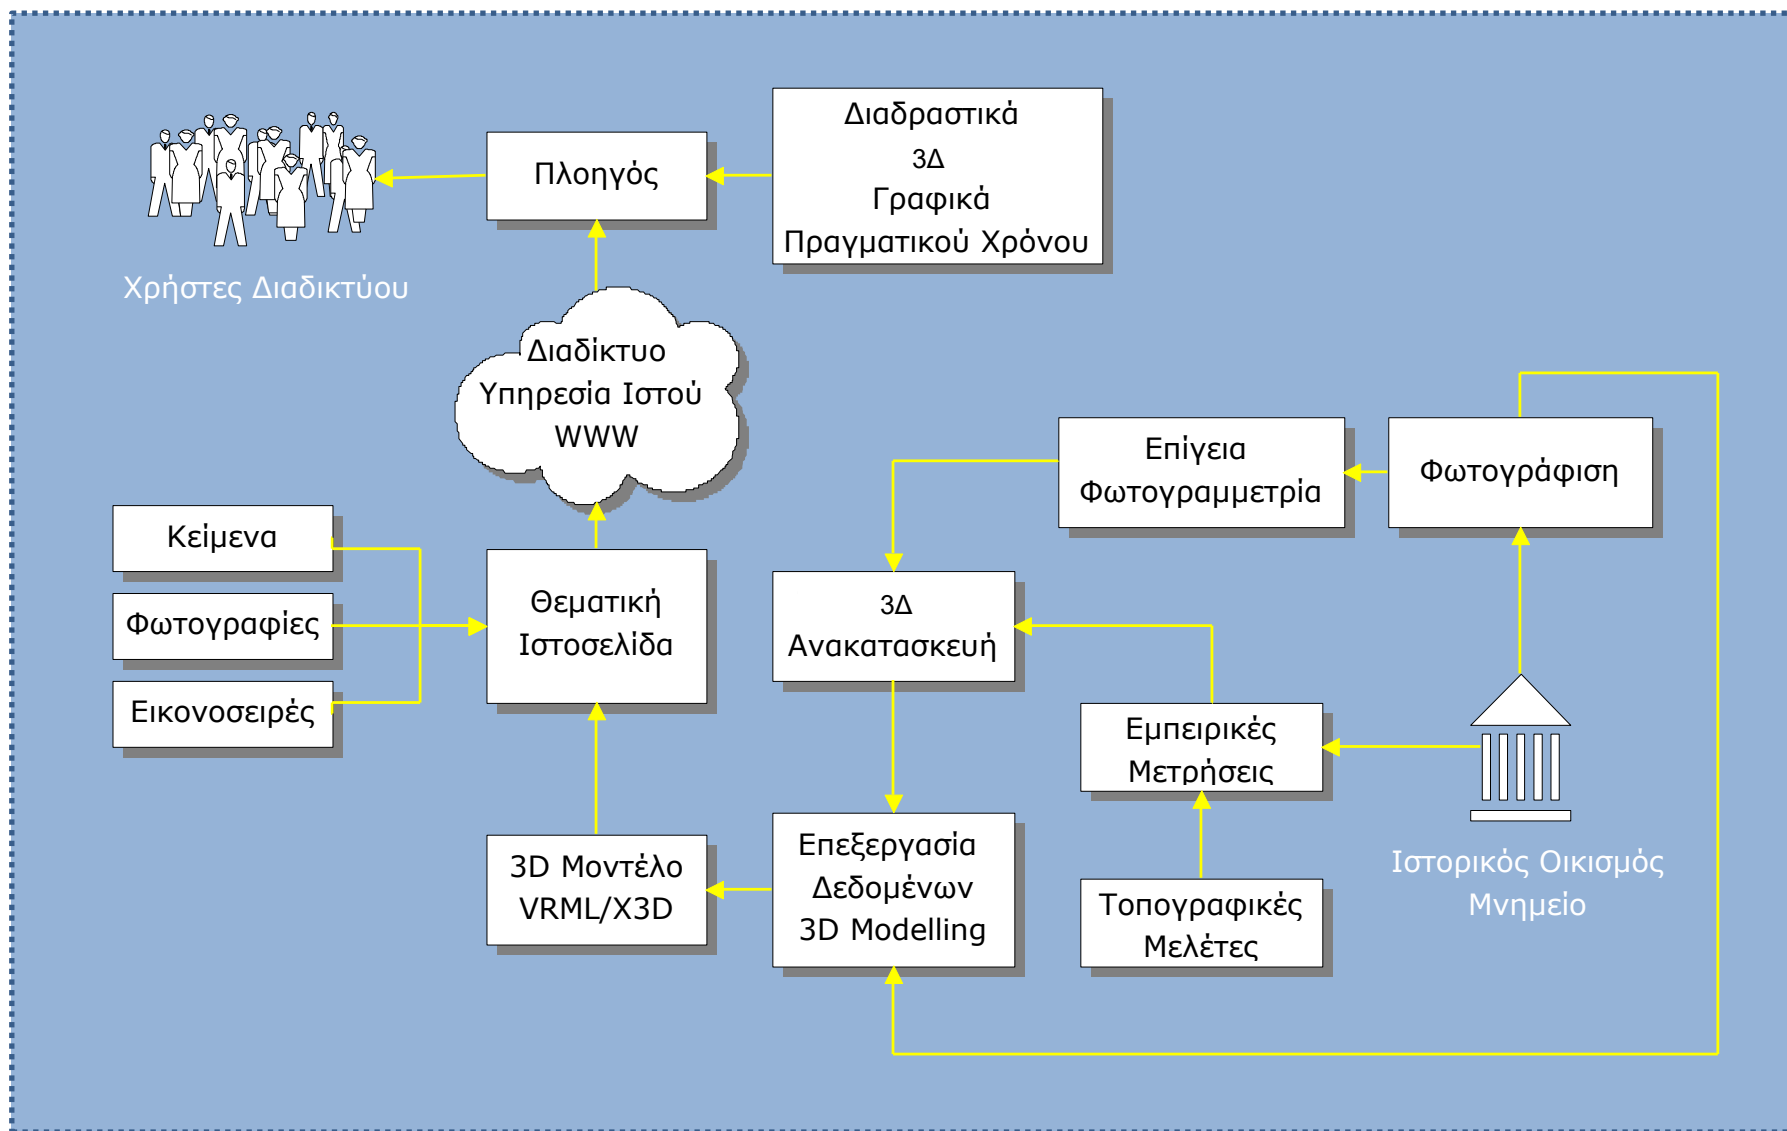 Διαδραστικά
3Δ
Γραφικά
Πραγματικού Χρόνου
Πλοηγός
Χρήστες Διαδικτύου
Διαδίκτυο
Υπηρεσία Ιστού
WWW
Επίγεια
Φωτογραμμετρία
Φωτογράφιση
Κείμενα
Φωτογραφίες
Εικονοσειρές
Θεματική
Ιστοσελίδα
3Δ
Ανακατασκευή
Εμπειρικές
Μετρήσεις
3D Μοντέλο
VRML/X3D
Επεξεργασία
Δεδομένων
3D Modelling
Τοπογραφικές
Μελέτες
Ιστορικός Οικισμός
Μνημείο